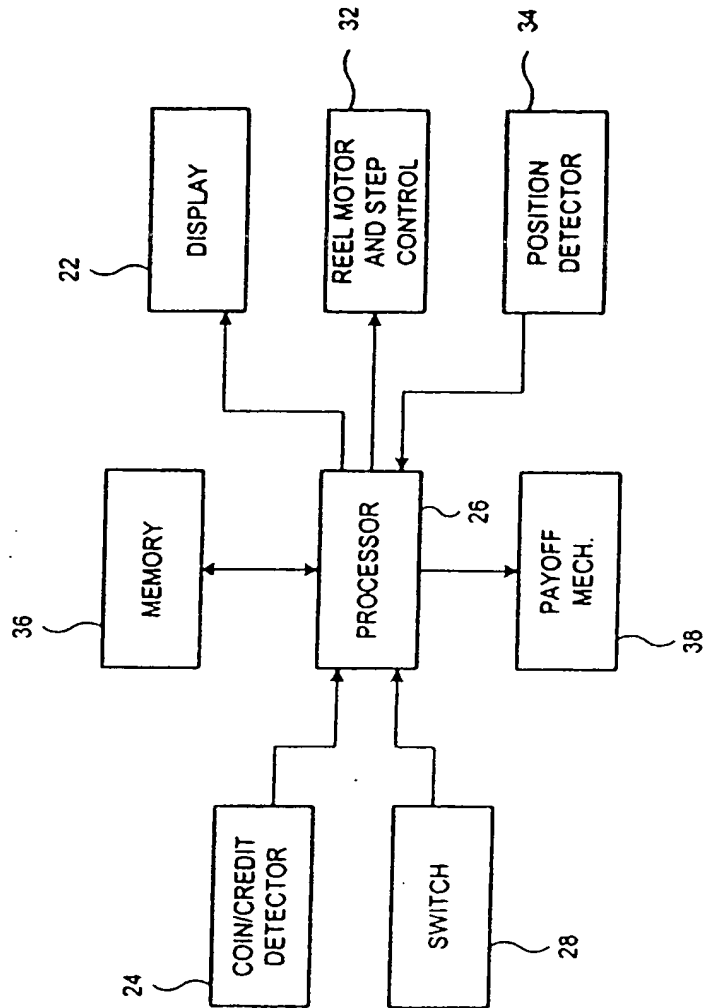 22
DISPLAY
32
REEL MOTOR
AND STEP
CONTROL
34
POSITION
DETECTOR
36
MEMORY
PROCESSOR
26
PAYOFF
MECH.
38
24
COIN/CREDIT
DETECTOR
SWITCH
28